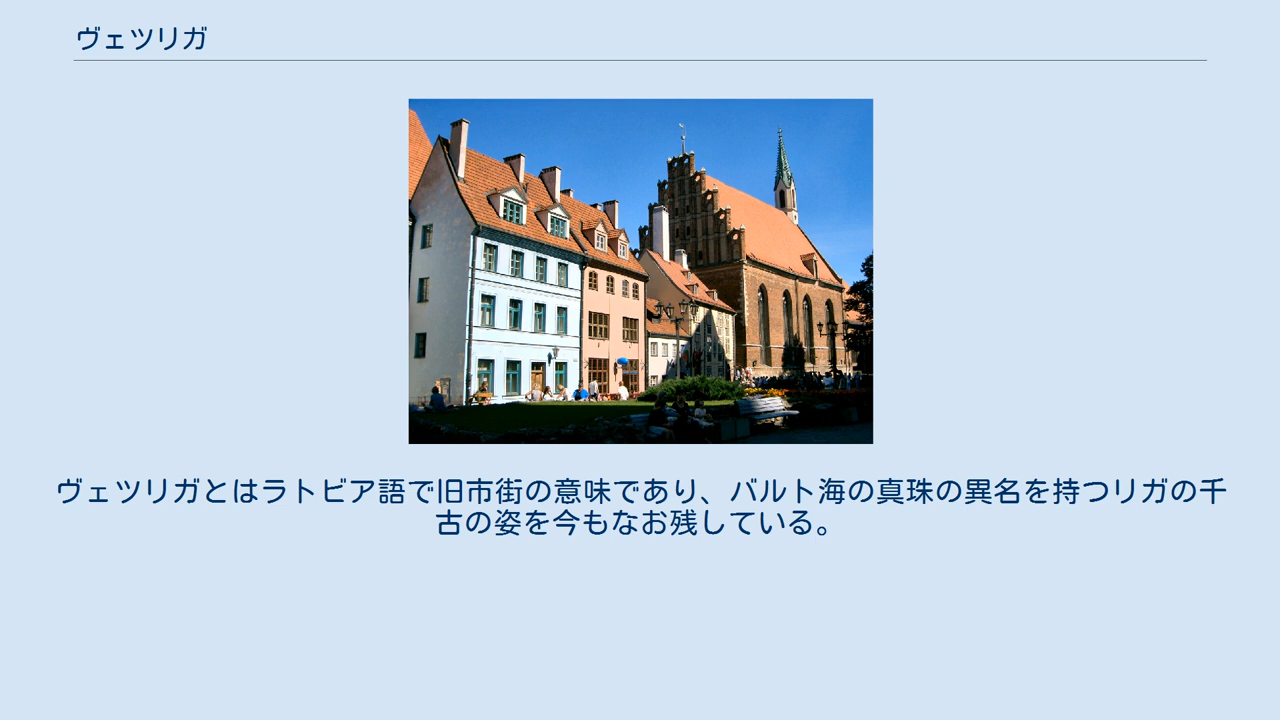 ヴェツリガ
ヴェツリガとはラトビア語で旧市街の意味であり、バルト海の真珠の異名を持つリガの千
古の姿を今もなお残している。